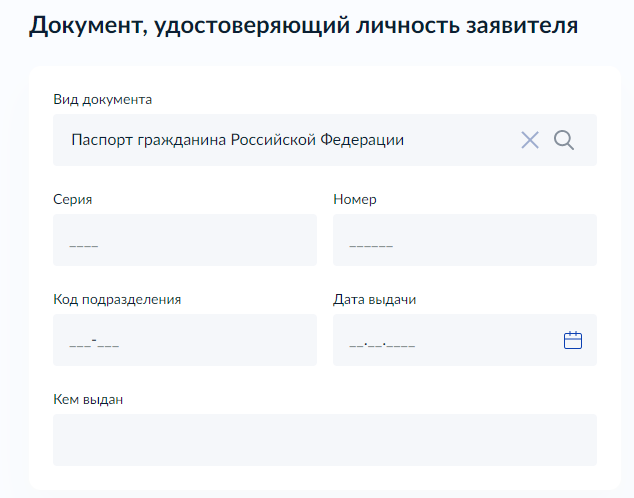 Документ, удостоверяющий личность заявителя
Вид документа
Паспорт гражданина Российской Федерации
Серия
Номер
____
______
Код подразделения
Дата выдачи
___-___
__.__.____
Кем выдан